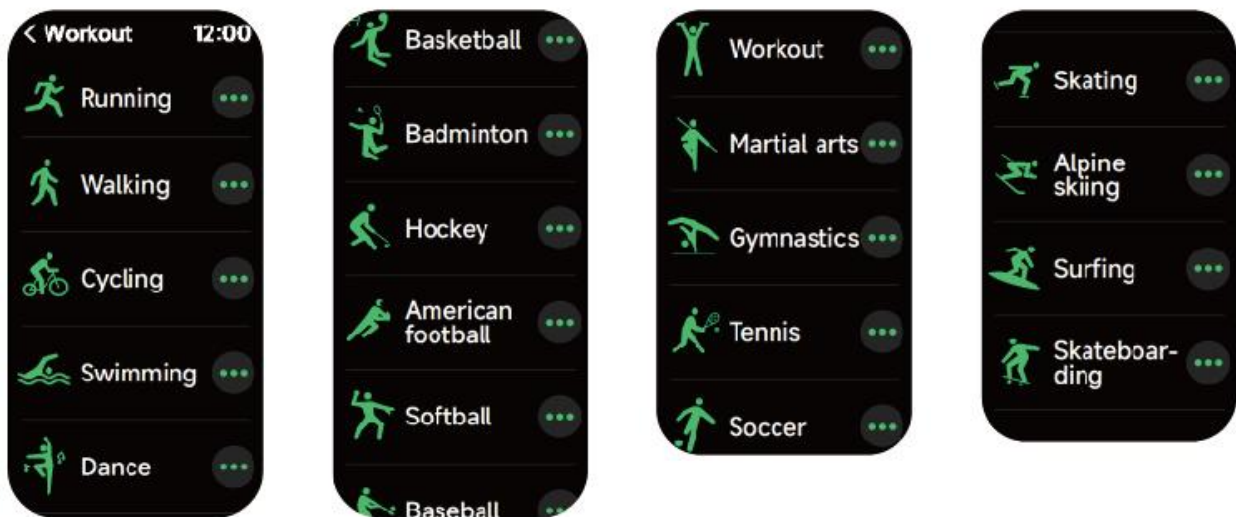 < Workout 12:00
Running
Walking
Cycling
Swimming
Dance
Basketball
Badminton
Hockey
American
football
Softball
Baseball
Workout
Martial arts
Gymnastics
Tennis
Soccer
Skating
Alpine
skiing
Surfing
Skateboar-
ding